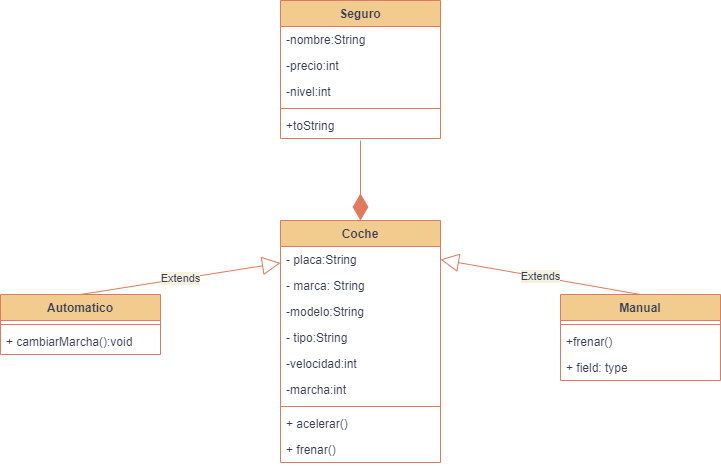 Seguro
-nombre:String
-precio:int
-nivel:int
+toString
Coche
- placa:String
- marca: String
-modelo:String
- tipo:String
-velocidad:int
-marcha:int
+ acelerar()
+ frenar()
Extends
Extends
Automatico
+ cambiarMarcha():void
Manual
+frenar()
+ field: type